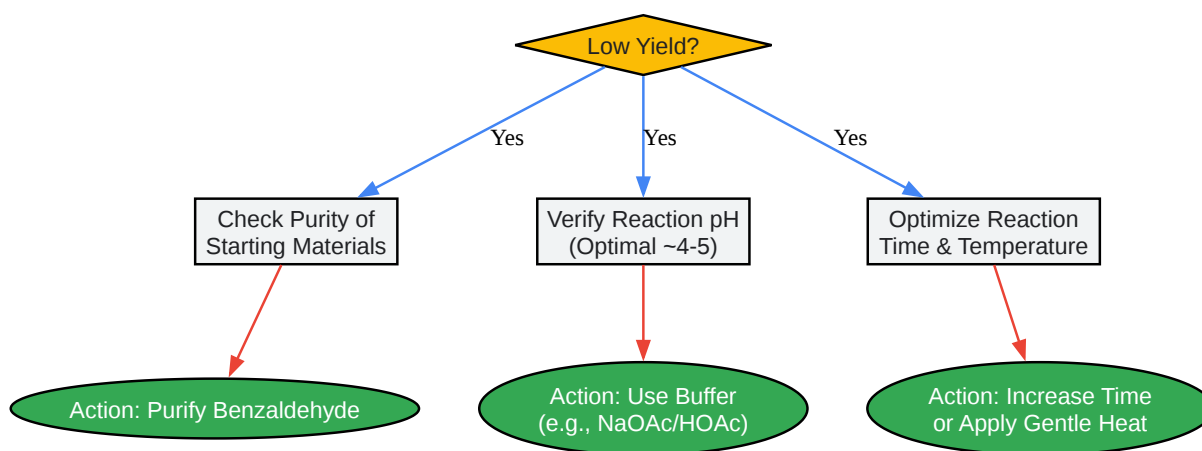 Low Yield?
Yes
Yes
Yes
Check Purity of
Starting Materials
Verify Reaction pH
(Optimal ~4-5)
Optimize Reaction
Time & Temperature
Action: Purify Benzaldehyde
Action: Use Buffer
(e.g., NaOAc/HOAc)
Action: Increase Time
or Apply Gentle Heat